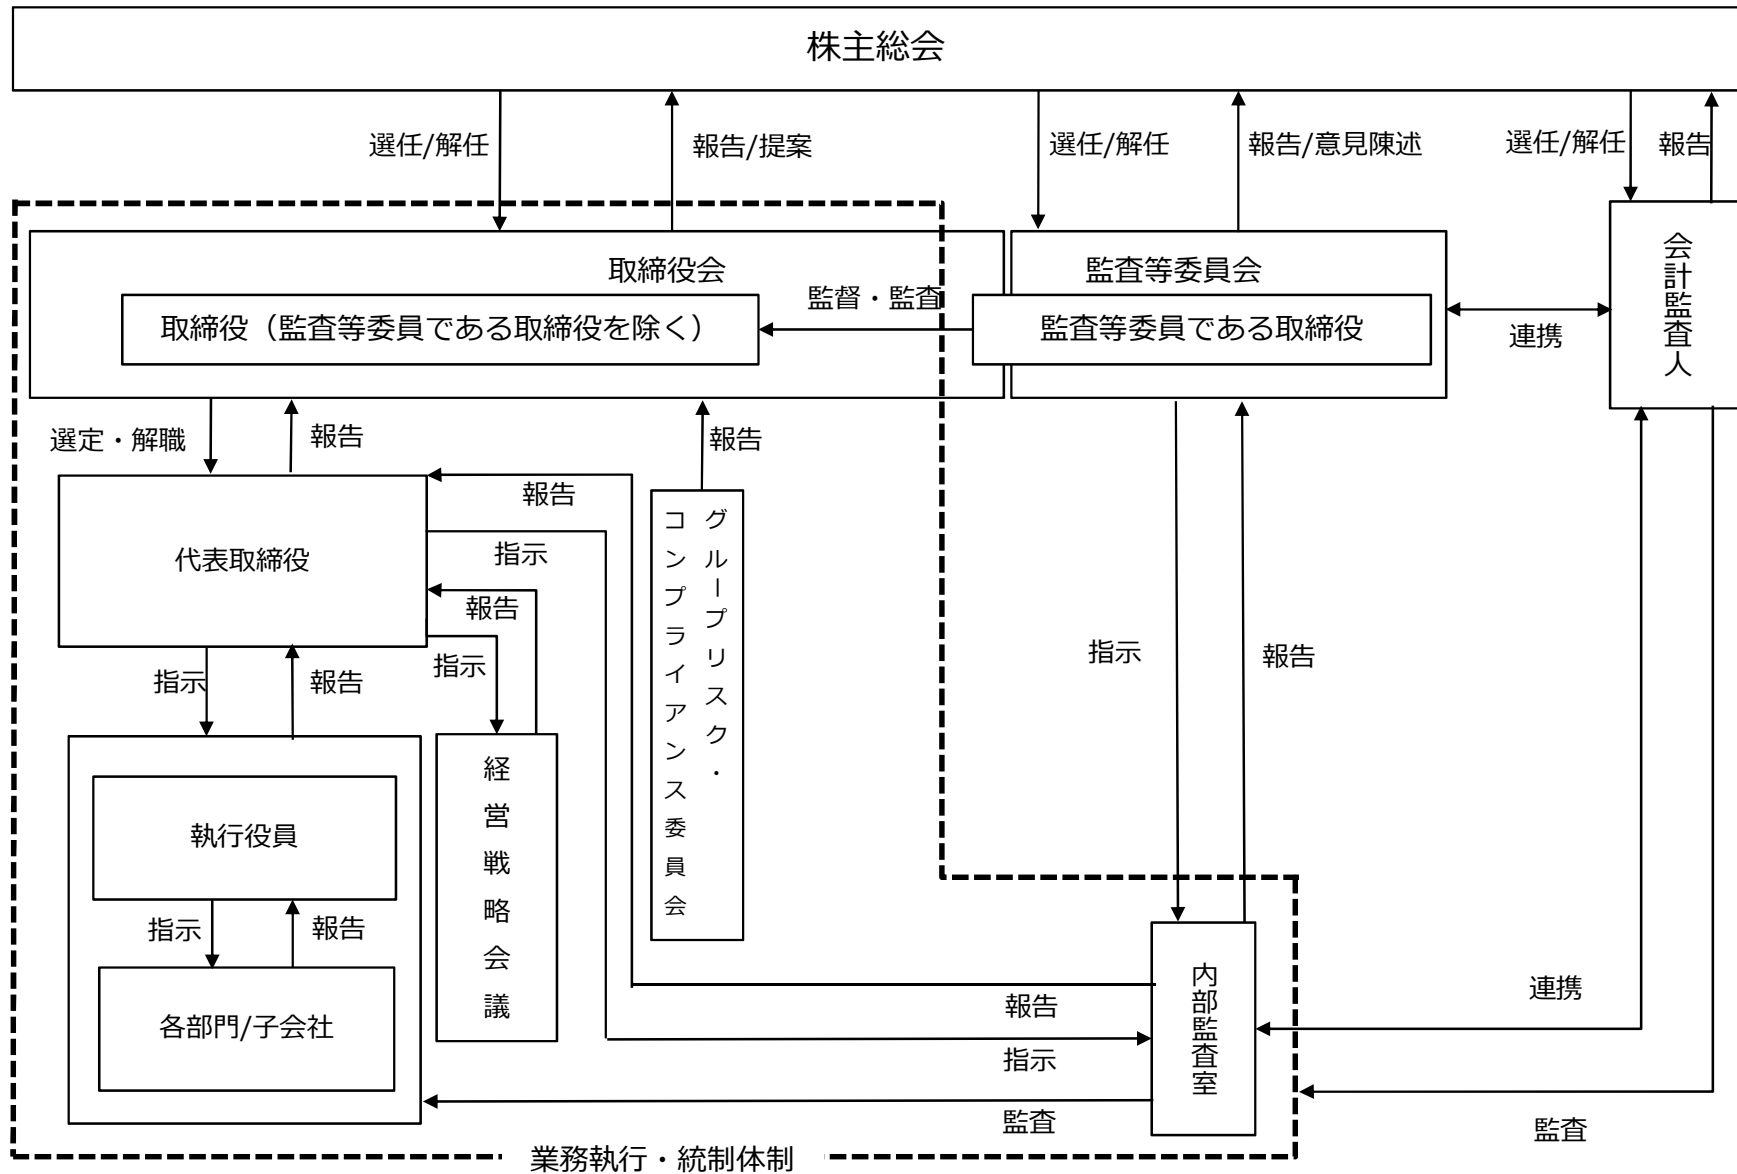 株主総会
選任/解任
報告/提案
選任/解任
報告/意見陳述
選任/解任
報告
取締役会
監査等委員会
会計監査人
取締役（監査等委員である取締役を除く）
監督・監査
監査等委員である取締役
連携
選定・解職
報告
報告
代表取締役
報告
指示
報告
指示
グループリスク・
コンプライアンス委員会
指示
報告
指示
報告
執行役員
経営戦略会議
指示
報告
各部門/子会社
内部監査室
報告
指示
監査
連携
監査
業務執行・統制体制